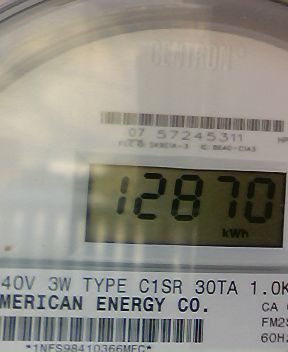 CENTRON
07 57245311
12870
kWh
40V 3W TYPE C1SR 30TA 1.0K
MERICAN ENERGY CO.
CA
FM2S
60H
*1NFS98410366MFC*